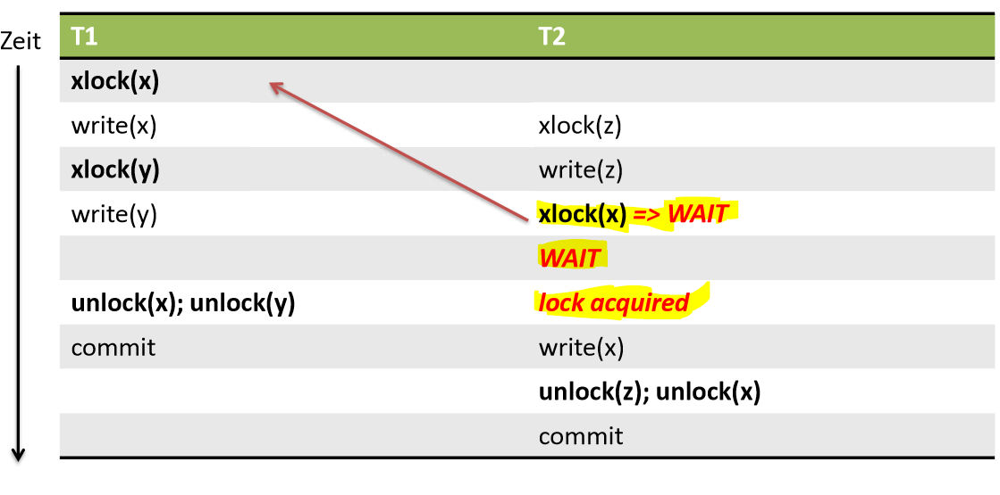 Zeit
T1 T2
xlock(x)
write(x) xlock(z)
xlock(y) write(z)
write(y) xlock(x) => WAIT
WAIT
unlock(x); unlock(y) lock acquired
commit write(x)
unlock(z); unlock(x)
commit